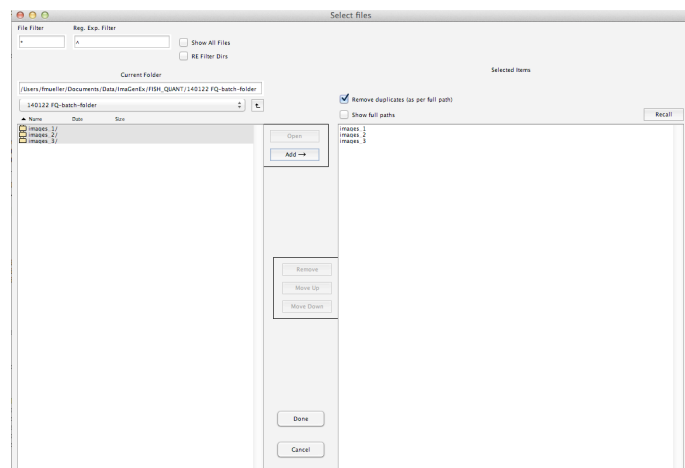 Select files
File Filter
Reg. Exp. Filter
*
^
Show All Files
RE Filter Dirs
Current Folder
/Users/fmueller/Documents/Data/ImaGenEx/FISH_QUANT/140122 FQ-batch-folder
140122 FQ-batch-folder
Name Date Size
images_1/
images_2/
images_3/
Open
Add →
Remove
Move Up
Move Down
Done
Cancel
Selected Items
Remove duplicates (as per full path)
Show full paths
Recall
images_1
images_2
images_3